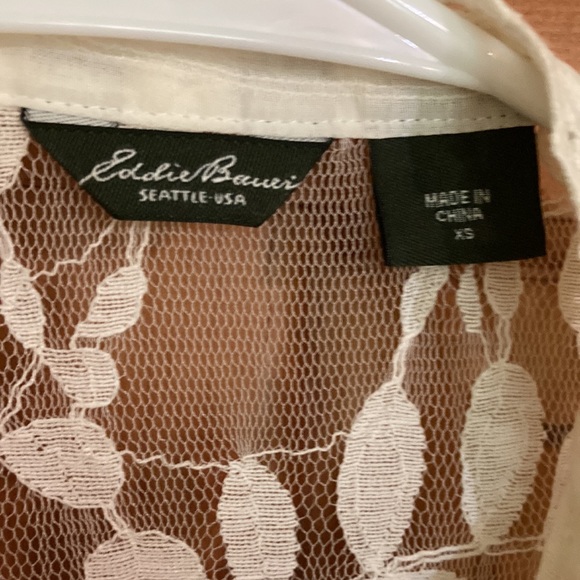 Eddie Bauer
SEATTLE·USA
MADE IN
CHINA
XS